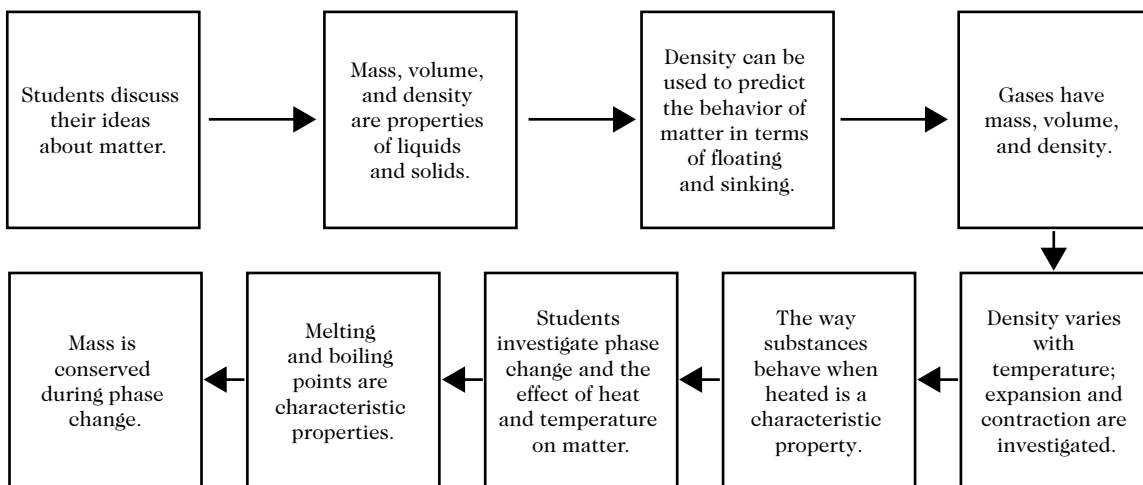 Students discuss
their ideas
about matter.
Mass, volume,
and density
are properties
of liquids
and solids.
Density can be
used to predict
the behavior of
matter in terms
of floating
and sinking.
Gases have
mass, volume,
and density.
Density varies
with
temperature;
expansion and
contraction are
investigated.
The way
substances
behave when
heated is a
characteristic
property.
Students
investigate phase
change and the
effect of heat
and temperature
on matter.
Melting
and boiling
points are
characteristic
properties.
Mass is
conserved
during phase
change.